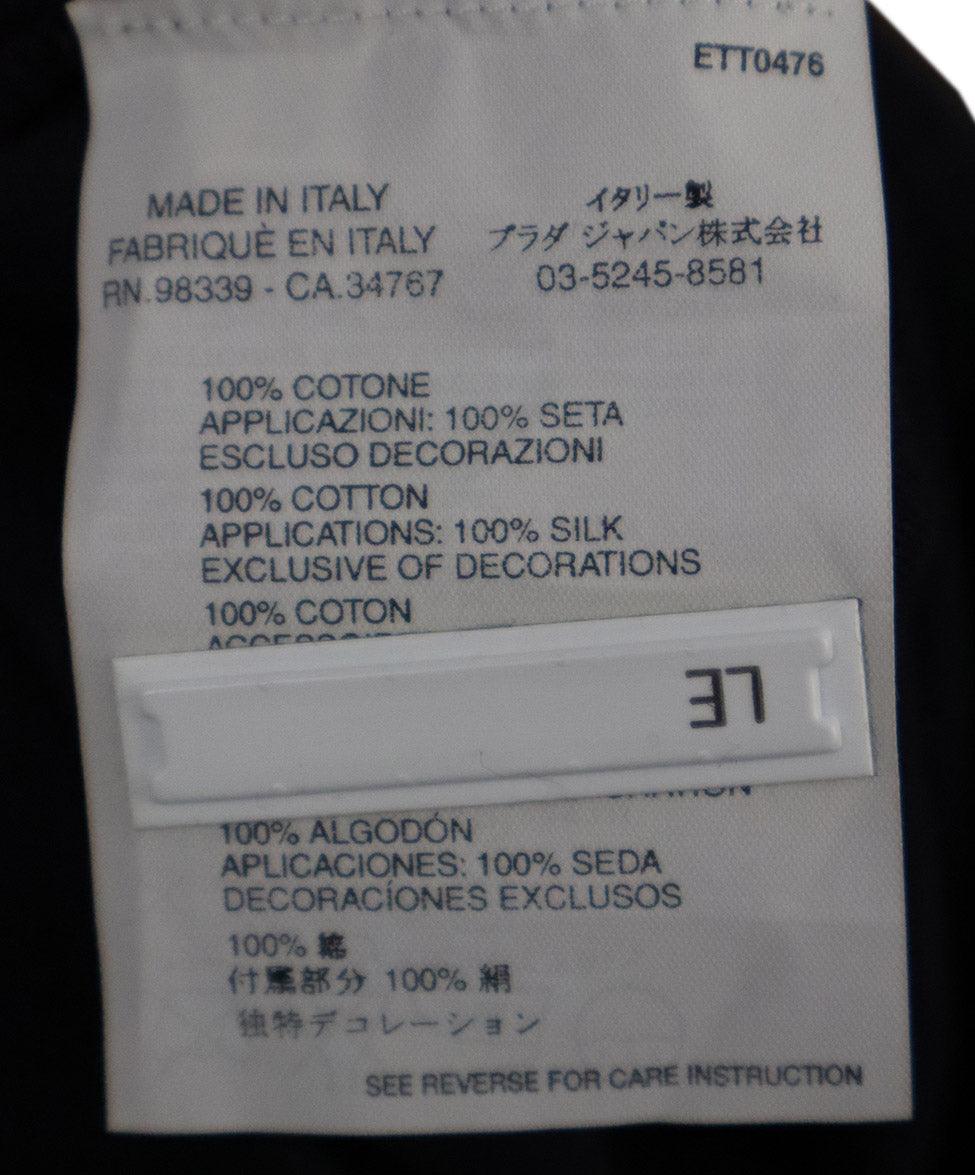 ETT0476
MADE IN ITALY
FABRIQUÈ EN ITALY
RN.98339 - CA.34767
イタリー製
プラダ ジャパン株式会社
03-5245-8581
100% COTONE
APPLICAZIONI: 100% SETA
ESCLUSO DECORAZIONI
100% COTTON
APPLICATIONS: 100% SILK
EXCLUSIVE OF DECORATIONS
100% COTON
LE
100% ALGODÓN
APLICACIONES: 100% SEDA
DECORACÍONES EXCLUSOS
100% 綿
付属部分 100% 絹
独特デコレーション
SEE REVERSE FOR CARE INSTRUCTION